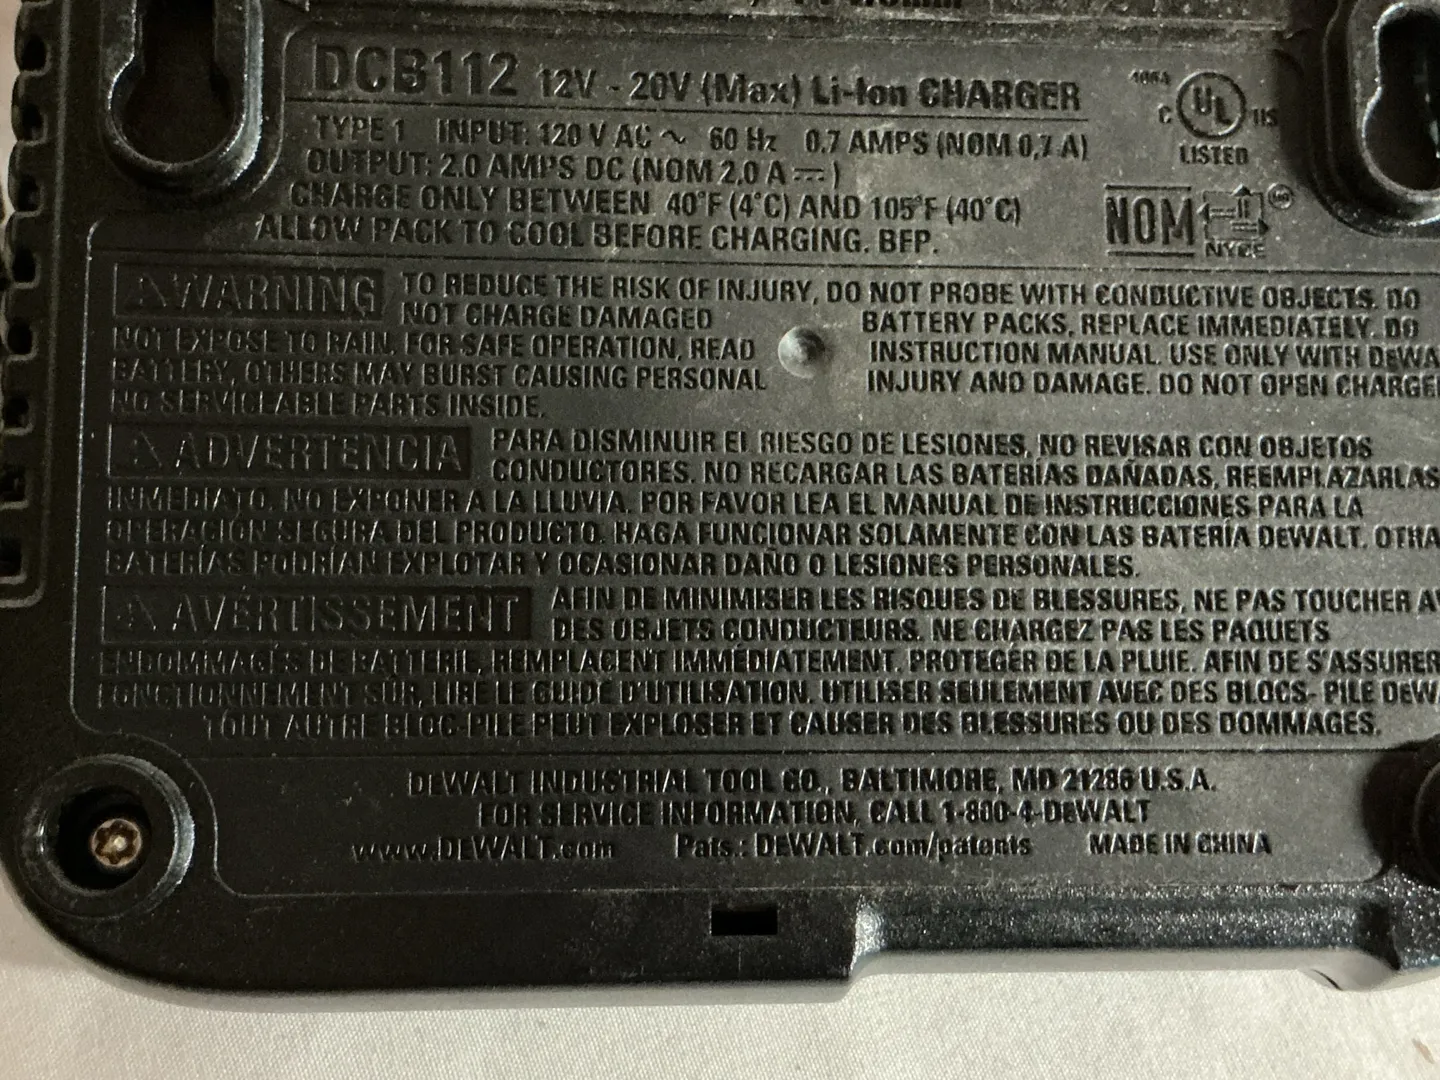 DCB112 12V - 20V (Max) Li-Ion CHARGER
TYPE 1 INPUT: 120 V AC ~ 60 Hz 0.7 AMPS (NOM 0,7 A)
OUTPUT: 2.0 AMPS DC (NOM 2,0 A ⎓)
CHARGE ONLY BETWEEN 40°F (4°C) AND 105°F (40°C)
ALLOW PACK TO COOL BEFORE CHARGING. BFP.
C UL US
LISTED
NOM
NYCE
⚠WARNING TO REDUCE THE RISK OF INJURY, DO NOT PROBE WITH CONDUCTIVE OBJECTS. DO
NOT CHARGE DAMAGED BATTERY PACKS, REPLACE IMMEDIATELY. DO
NOT EXPOSE TO RAIN. FOR SAFE OPERATION, READ INSTRUCTION MANUAL. USE ONLY WITH DeWA
BATTERY, OTHERS MAY BURST CAUSING PERSONAL INJURY AND DAMAGE. DO NOT OPEN CHARGER
NO SERVICEABLE PARTS INSIDE.
⚠ADVERTENCIA PARA DISMINUIR El RIESGO DE LESIONES, NO REVISAR CON OBJETOS
CONDUCTORES. NO RECARGAR LAS BATERÍAS DAÑADAS, REEMPLAZARLAS
INMEDIATO. NO EXPONER A LA LLUVIA. POR FAVOR LEA EL MANUAL DE INSTRUCCIONES PARA LA
OPERACIÓN SEGURA DEL PRODUCTO. HAGA FUNCIONAR SOLAMENTE CON LAS BATERÍA DeWALT. OTRA
BATERÍAS PODRÍAN EXPLOTAR Y OCASIONAR DAÑO O LESIONES PERSONALES.
⚠AVÉRTISSEMENT AFIN DE MINIMISER LES RISQUES DE BLESSURES, NE PAS TOUCHER AV
DES OBJETS CONDUCTEURS. NE CHARGEZ PAS LES PAQUETS
ENDOMMAGÉS DE BATTERIE, REMPLACENT IMMÉDIATEMENT. PROTEGÉR DE LA PLUIE. AFIN DE S'ASSURER
FONCTIONNEMENT SÛR, LIRE LE GUIDE D'UTILISATION. UTILISER SEULEMENT AVEC DES BLOCS- PILE DeW
TOUT AUTRE BLOC-PILE PEUT EXPLOSER ET CAUSER DES BLESSURES OU DES DOMMAGES.
DEWALT INDUSTRIAL TOOL CO., BALTIMORE, MD 21286 U.S.A.
FOR SERVICE INFORMATION, CALL 1-800-4-DeWALT
www.DEWALT.com Pats.: DEWALT.com/patents MADE IN CHINA